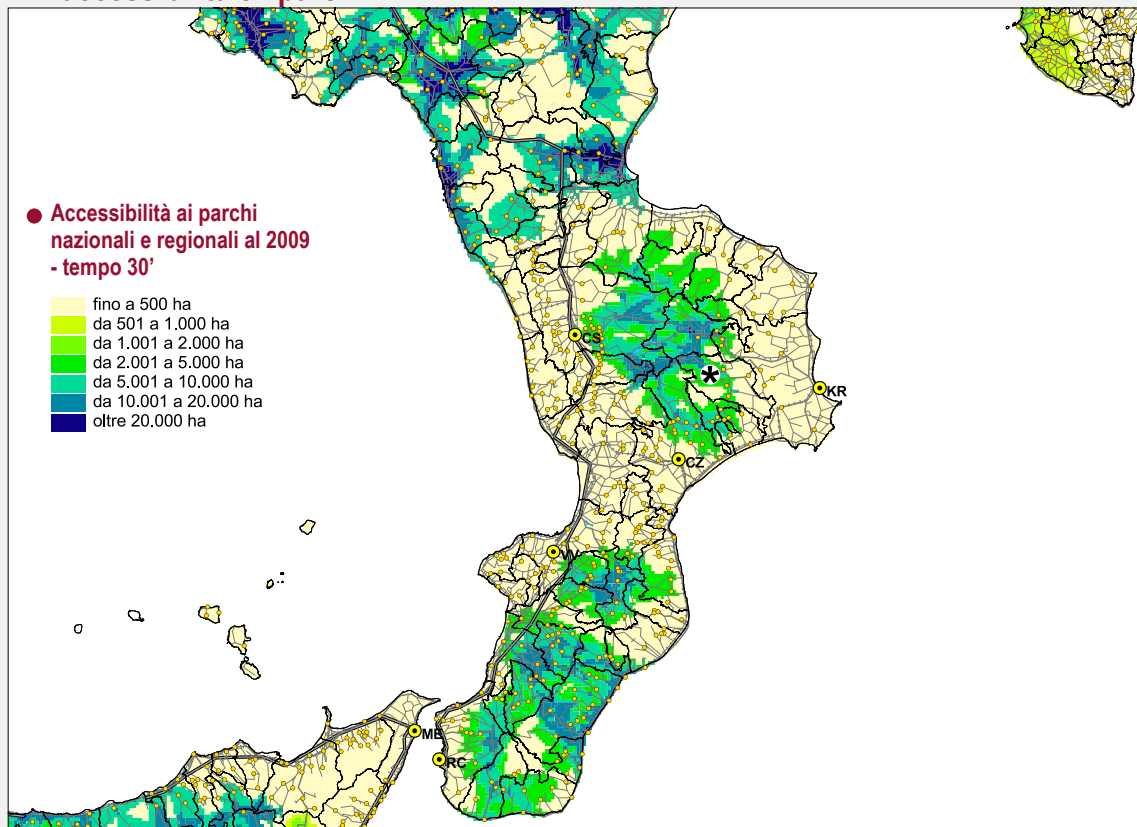 ● Accessibilità ai parchi
nazionali e regionali al 2009
- tempo 30’
fino a 500 ha
da 501 a 1.000 ha
da 1.001 a 2.000 ha
da 2.001 a 5.000 ha
da 5.001 a 10.000 ha
da 10.001 a 20.000 ha
oltre 20.000 ha
CS
*
KR
CZ
VV
ME
RC